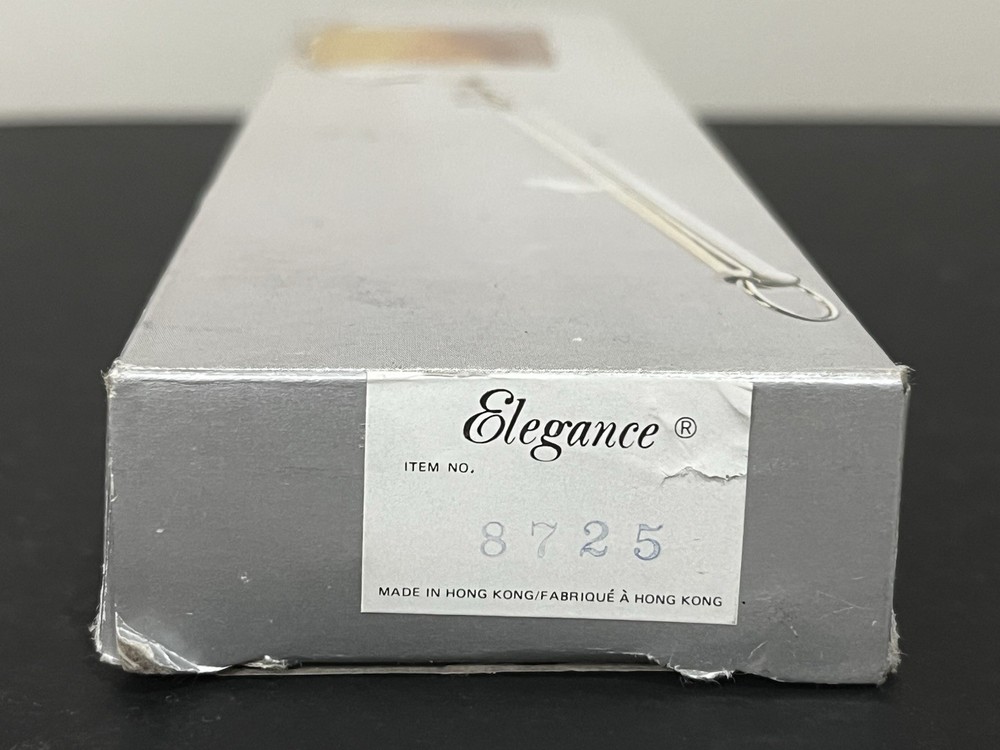 Elegance ®
ITEM NO.
8725
MADE IN HONG KONG/FABRIQUÉ À HONG KONG